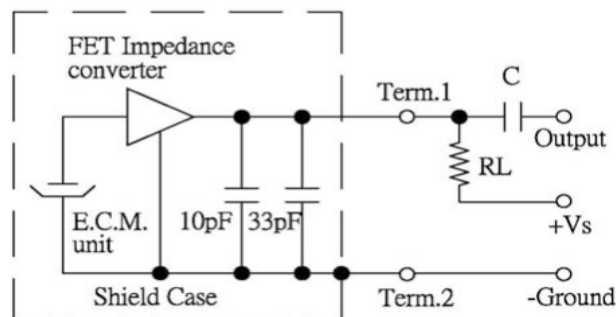 FET Impedance
converter
Term.1
C
Output
RL
+Vs
E.C.M.
unit
10pF
33pF
Shield Case
Term.2
-Ground